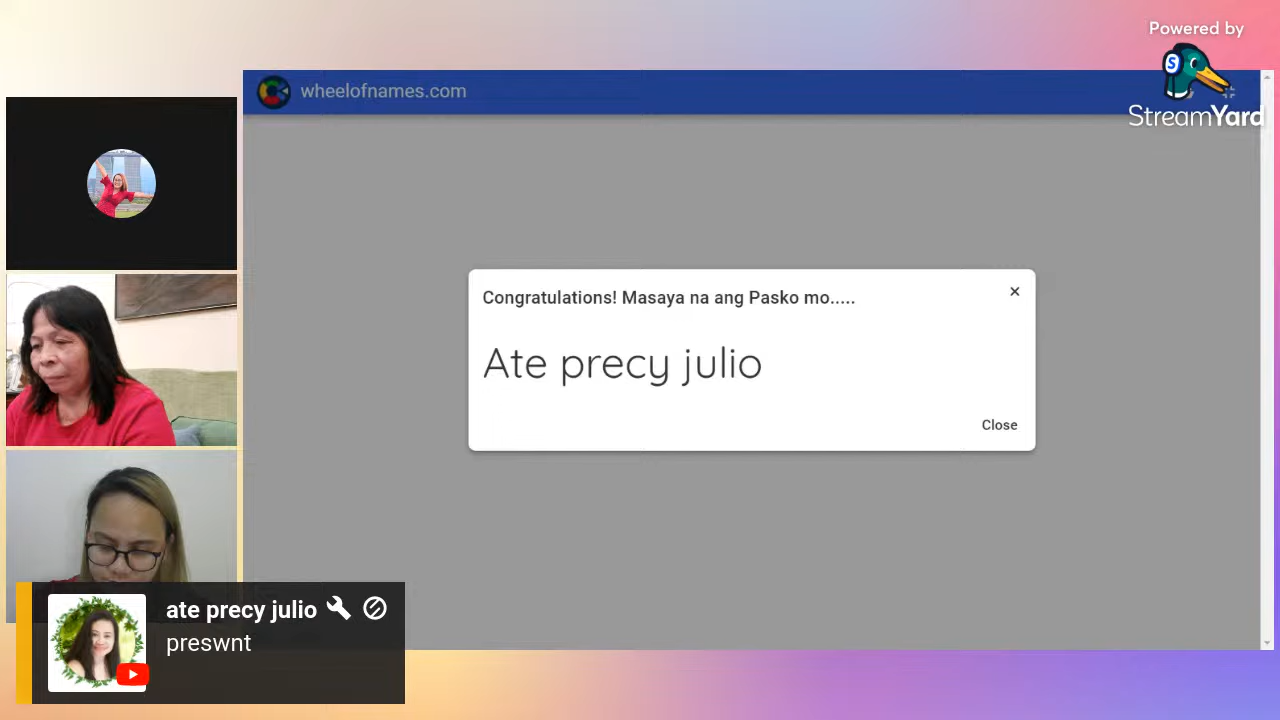 Powered by
StreamYard
wheelofnames.com
Congratulations! Masaya na ang Pasko mo.....
Ate precy julio
Close
ate precy julio
preswnt